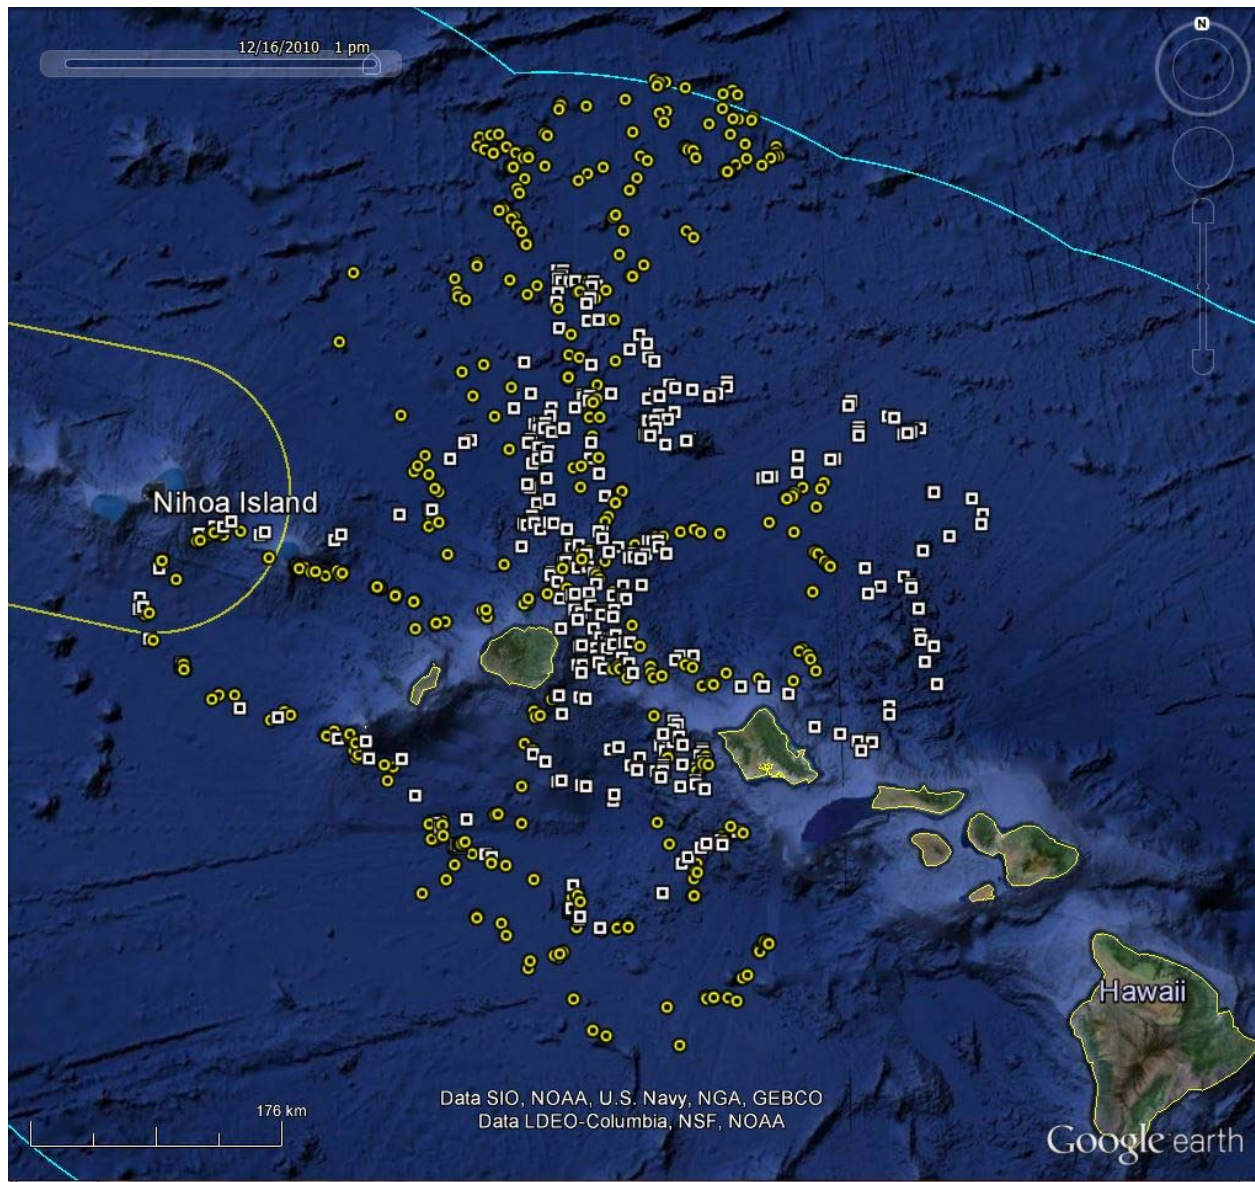 12/16/2010 1 pm
N
Nihoa Island
Hawaii
Data SIO, NOAA, U.S. Navy, NGA, GEBCO
Data LDEO-Columbia, NSF, NOAA
176 km
Google earth